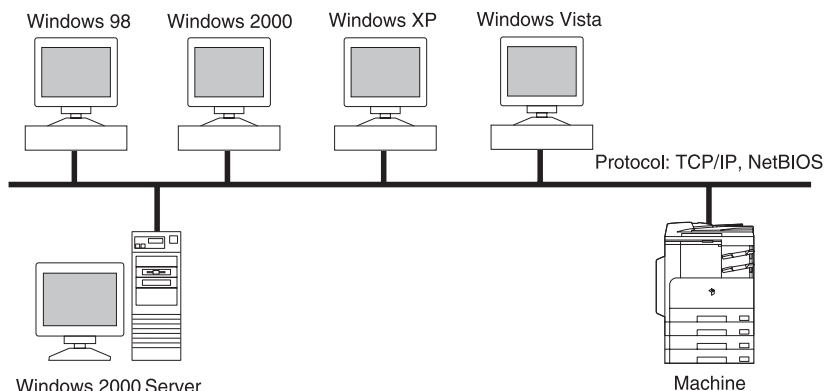 Windows 98
Windows 2000
Windows XP
Windows Vista
Protocol: TCP/IP, NetBIOS
Windows 2000 Server
Machine